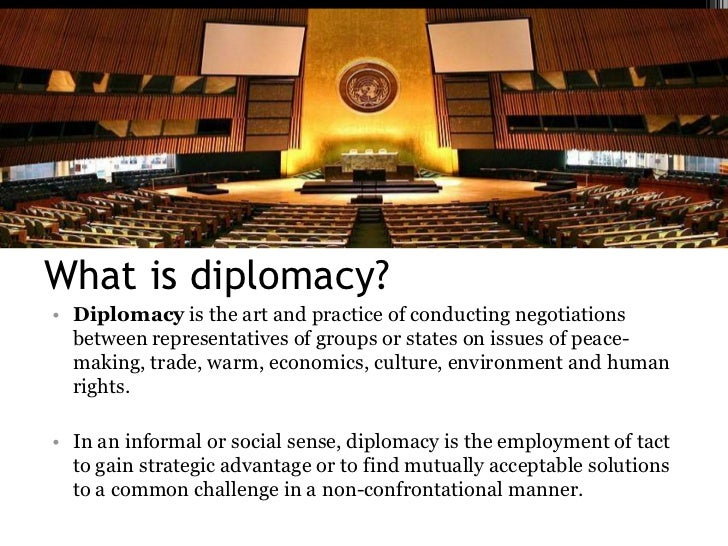 What is diplomacy?
• Diplomacy is the art and practice of conducting negotiations
between representatives of groups or states on issues of peace-
making, trade, warm, economics, culture, environment and human
rights.
• In an informal or social sense, diplomacy is the employment of tact
to gain strategic advantage or to find mutually acceptable solutions
to a common challenge in a non-confrontational manner.